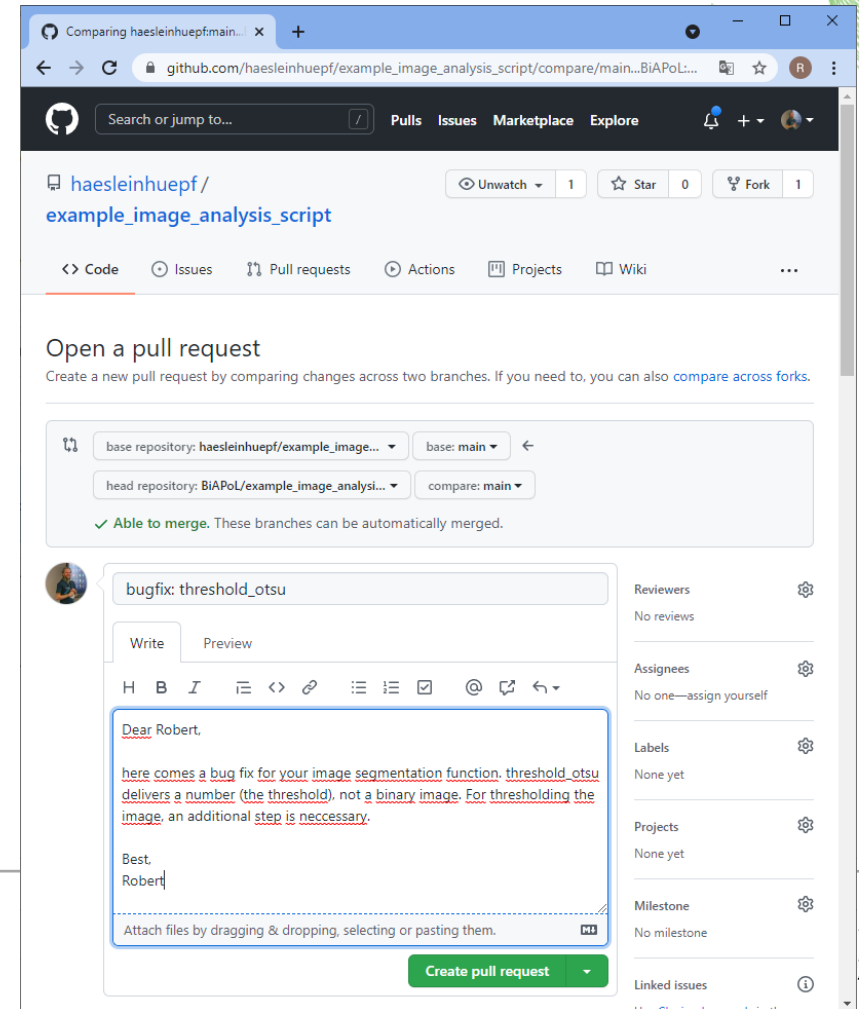 Comparing haesleinhuepf:main...
github.com/haesleinhuepf/example_image_analysis_script/compare/main...BiAPoL:...
R
Search or jump to...
/
Pulls Issues Marketplace Explore
haesleinhuepf /
example_image_analysis_script
Unwatch 1
Star 0
Fork 1
<> Code
Issues
Pull requests
Actions
Projects
Wiki
...
Open a pull request
Create a new pull request by comparing changes across two branches. If you need to, you can also compare across forks.
base repository: haesleinhuepf/example_image... base: main
head repository: BiAPoL/example_image_analysi... compare: main
Able to merge. These branches can be automatically merged.
bugfix: threshold_otsu
Write Preview
H B I
Dear Robert,
here comes a bug fix for your image segmentation function. threshold_otsu
delivers a number (the threshold), not a binary image. For thresholding the
image, an additional step is neccessary.
Best,
Robert
Attach files by dragging & dropping, selecting or pasting them.
Create pull request
Reviewers
No reviews
Assignees
No one—assign yourself
Labels
None yet
Projects
None yet
Milestone
No milestone
Linked issues